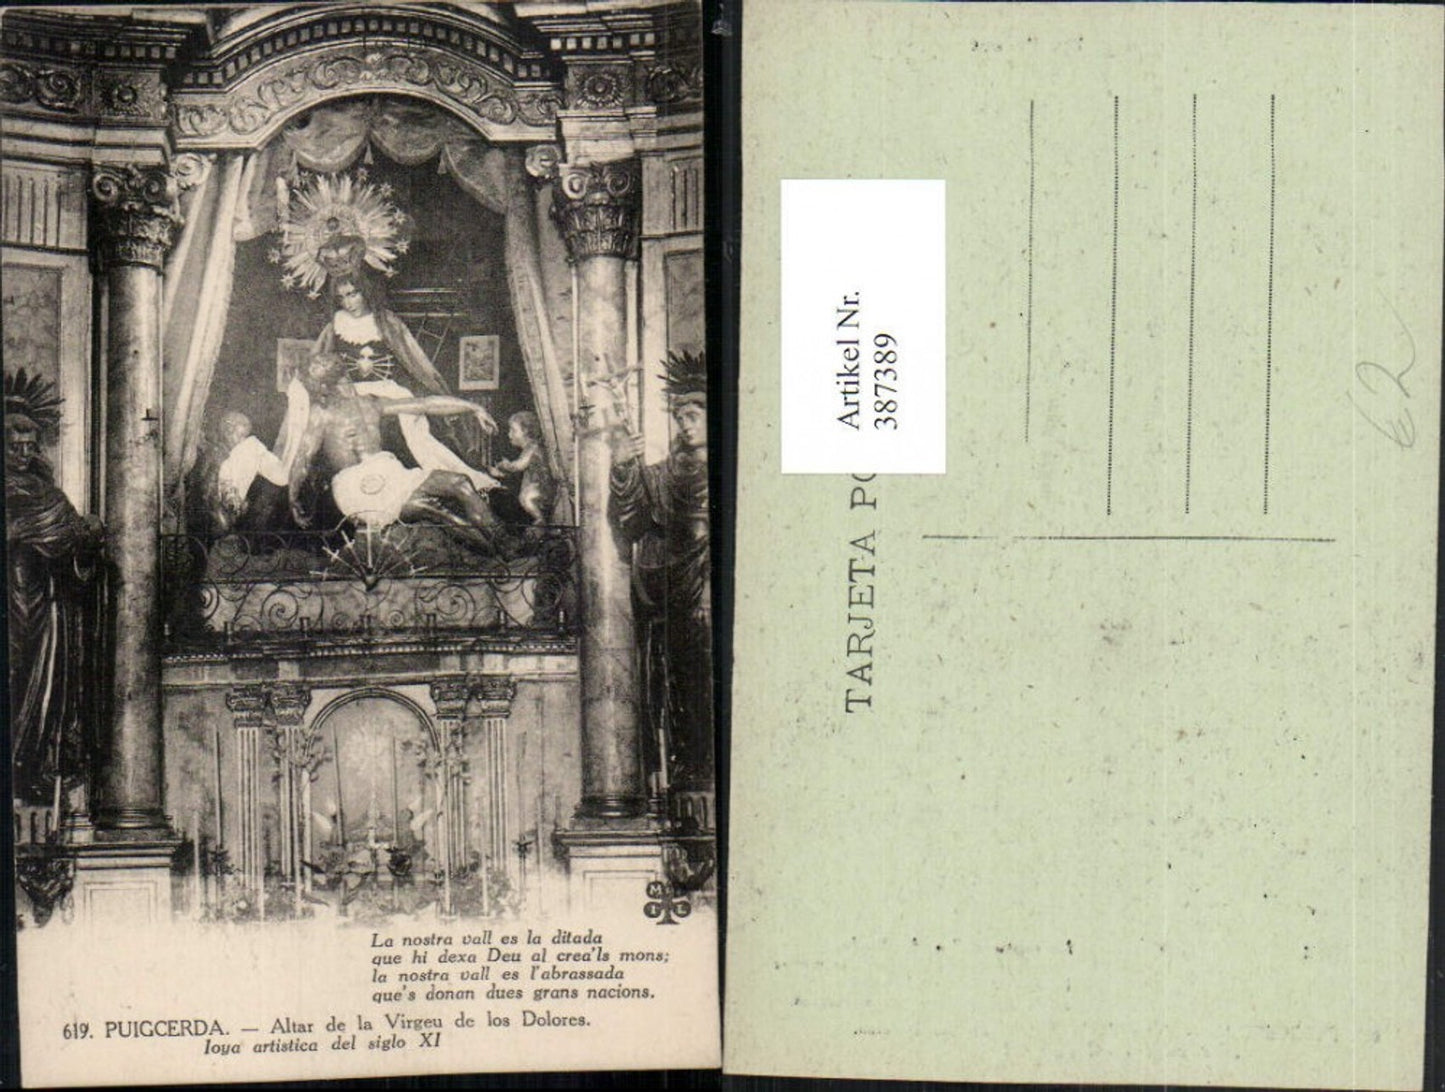 La nostra vall es la ditada
que hi dexa Deu al crea'ls mons;
la nostra vall es l'abrassada
que's donan dues grans nacions.
619. PUIGCERDA. — Altar de la Virgeu de los Dolores.
Ioya artistica del siglo XI
M
I L
Artikel Nr.
387389
TARJETA PO
€2